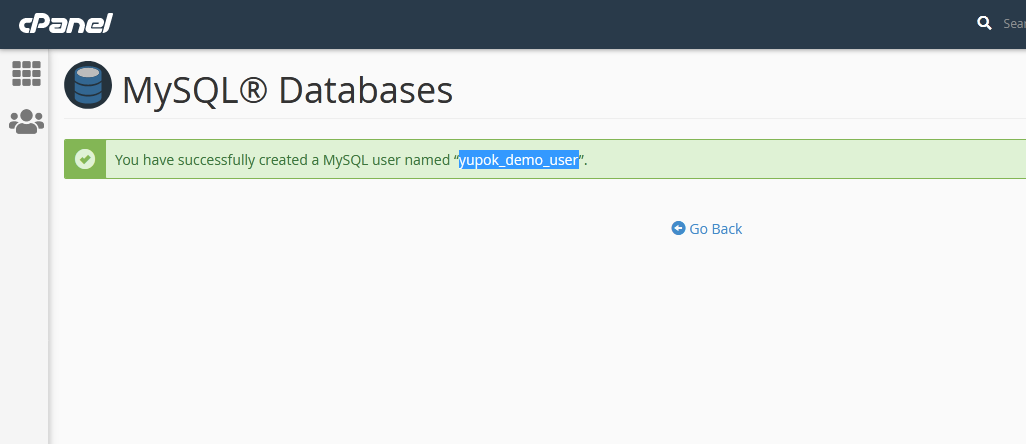 cPanel
Sear
MySQL® Databases
You have successfully created a MySQL user named “yupok_demo_user”.
Go Back